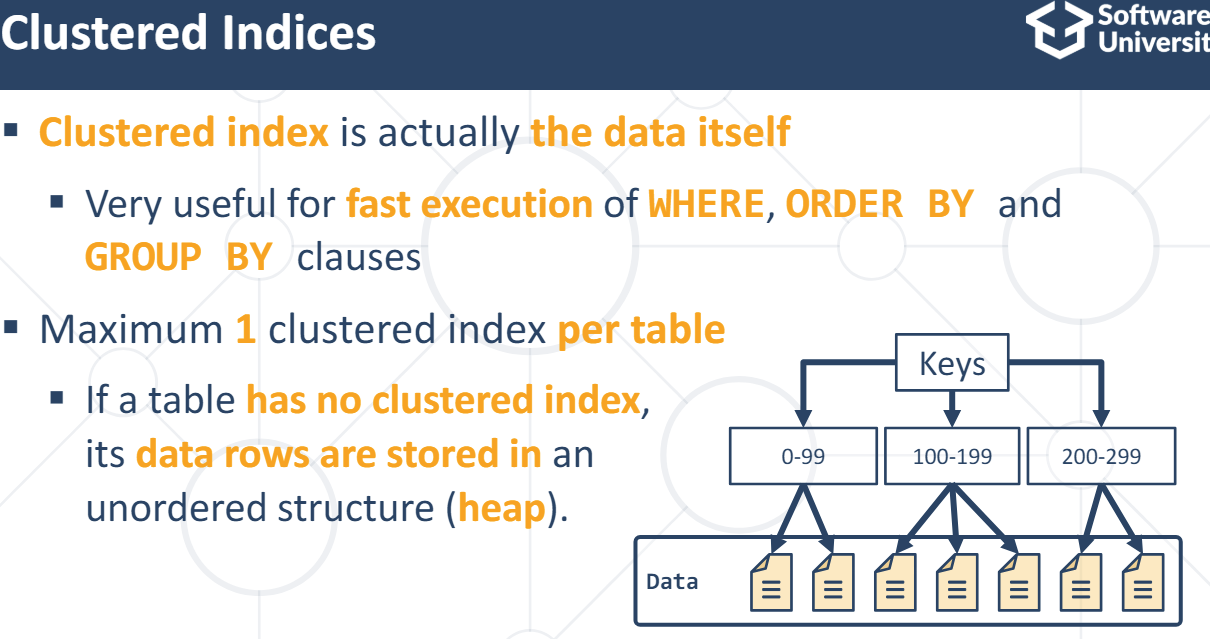 Clustered Indices
Software
Universit
▪ Clustered index is actually the data itself
▪ Very useful for fast execution of WHERE, ORDER BY and
GROUP BY clauses
▪ Maximum 1 clustered index per table
▪ If a table has no clustered index,
its data rows are stored in an
unordered structure (heap).
Keys
0-99
100-199
200-299
Data